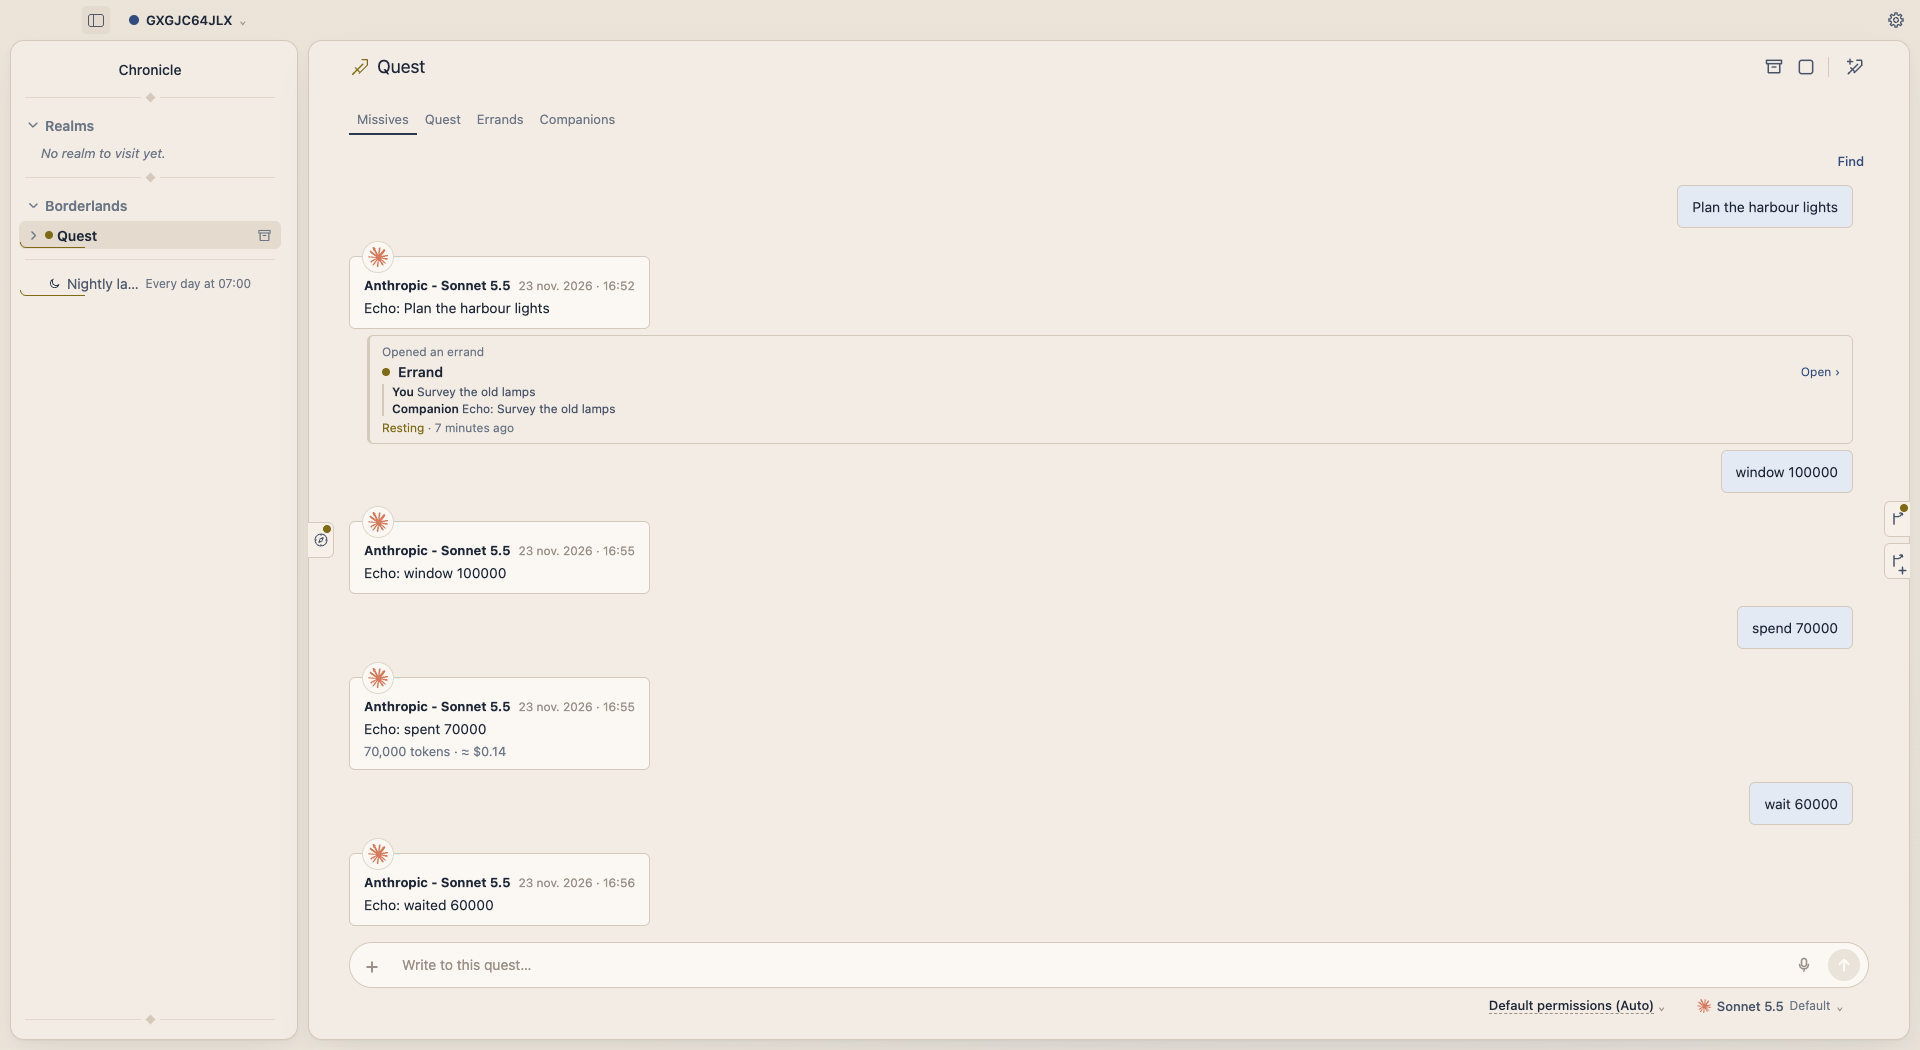 GXGJC64JLX
Chronicle
Realms
No realm to visit yet.
Borderlands
Quest
Nightly la... Every day at 07:00
Quest
Missives Quest Errands Companions
Find
Plan the harbour lights
Anthropic - Sonnet 5.5 23 nov. 2026 · 16:52
Echo: Plan the harbour lights
Opened an errand
Errand
Open ›
You Survey the old lamps
Companion Echo: Survey the old lamps
Resting · 7 minutes ago
window 100000
Anthropic - Sonnet 5.5 23 nov. 2026 · 16:55
Echo: window 100000
spend 70000
Anthropic - Sonnet 5.5 23 nov. 2026 · 16:55
Echo: spent 70000
70,000 tokens · ≈ $0.14
wait 60000
Anthropic - Sonnet 5.5 23 nov. 2026 · 16:56
Echo: waited 60000
Write to this quest...
Default permissions (Auto)
Sonnet 5.5 Default